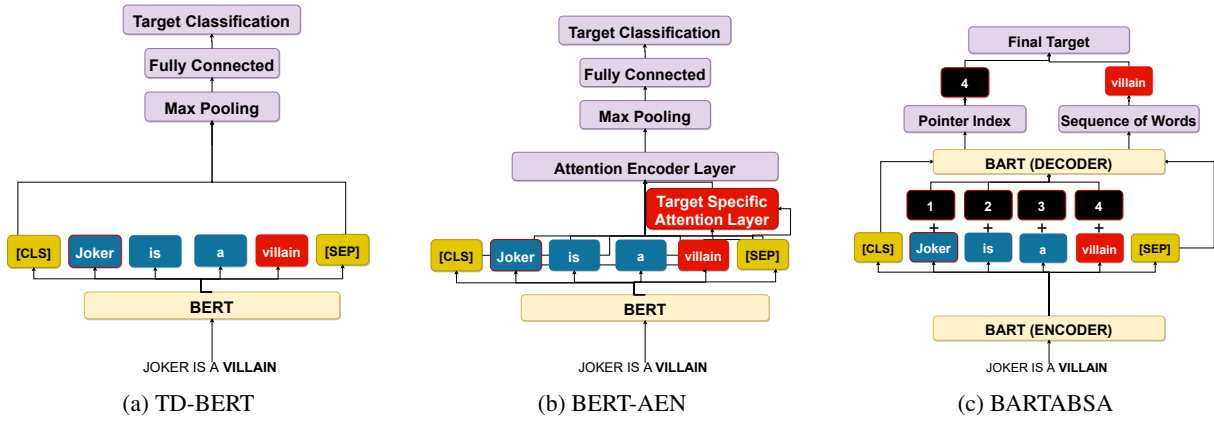 Target Classification
Fully Connected
Max Pooling
[CLS] Joker is a villain [SEP]
BERT
JOKER IS A VILLAIN
(a) TD-BERT
Target Classification
Fully Connected
Max Pooling
Attention Encoder Layer
Target Specific
Attention Layer
[CLS] Joker is a villain [SEP]
BERT
JOKER IS A VILLAIN
(b) BERT-AEN
Final Target
4 villain
Pointer Index Sequence of Words
BART (DECODER)
1 2 3 4
+ + + +
[CLS] Joker is a villain [SEP]
BART (ENCODER)
JOKER IS A VILLAIN
(c) BARTABSA